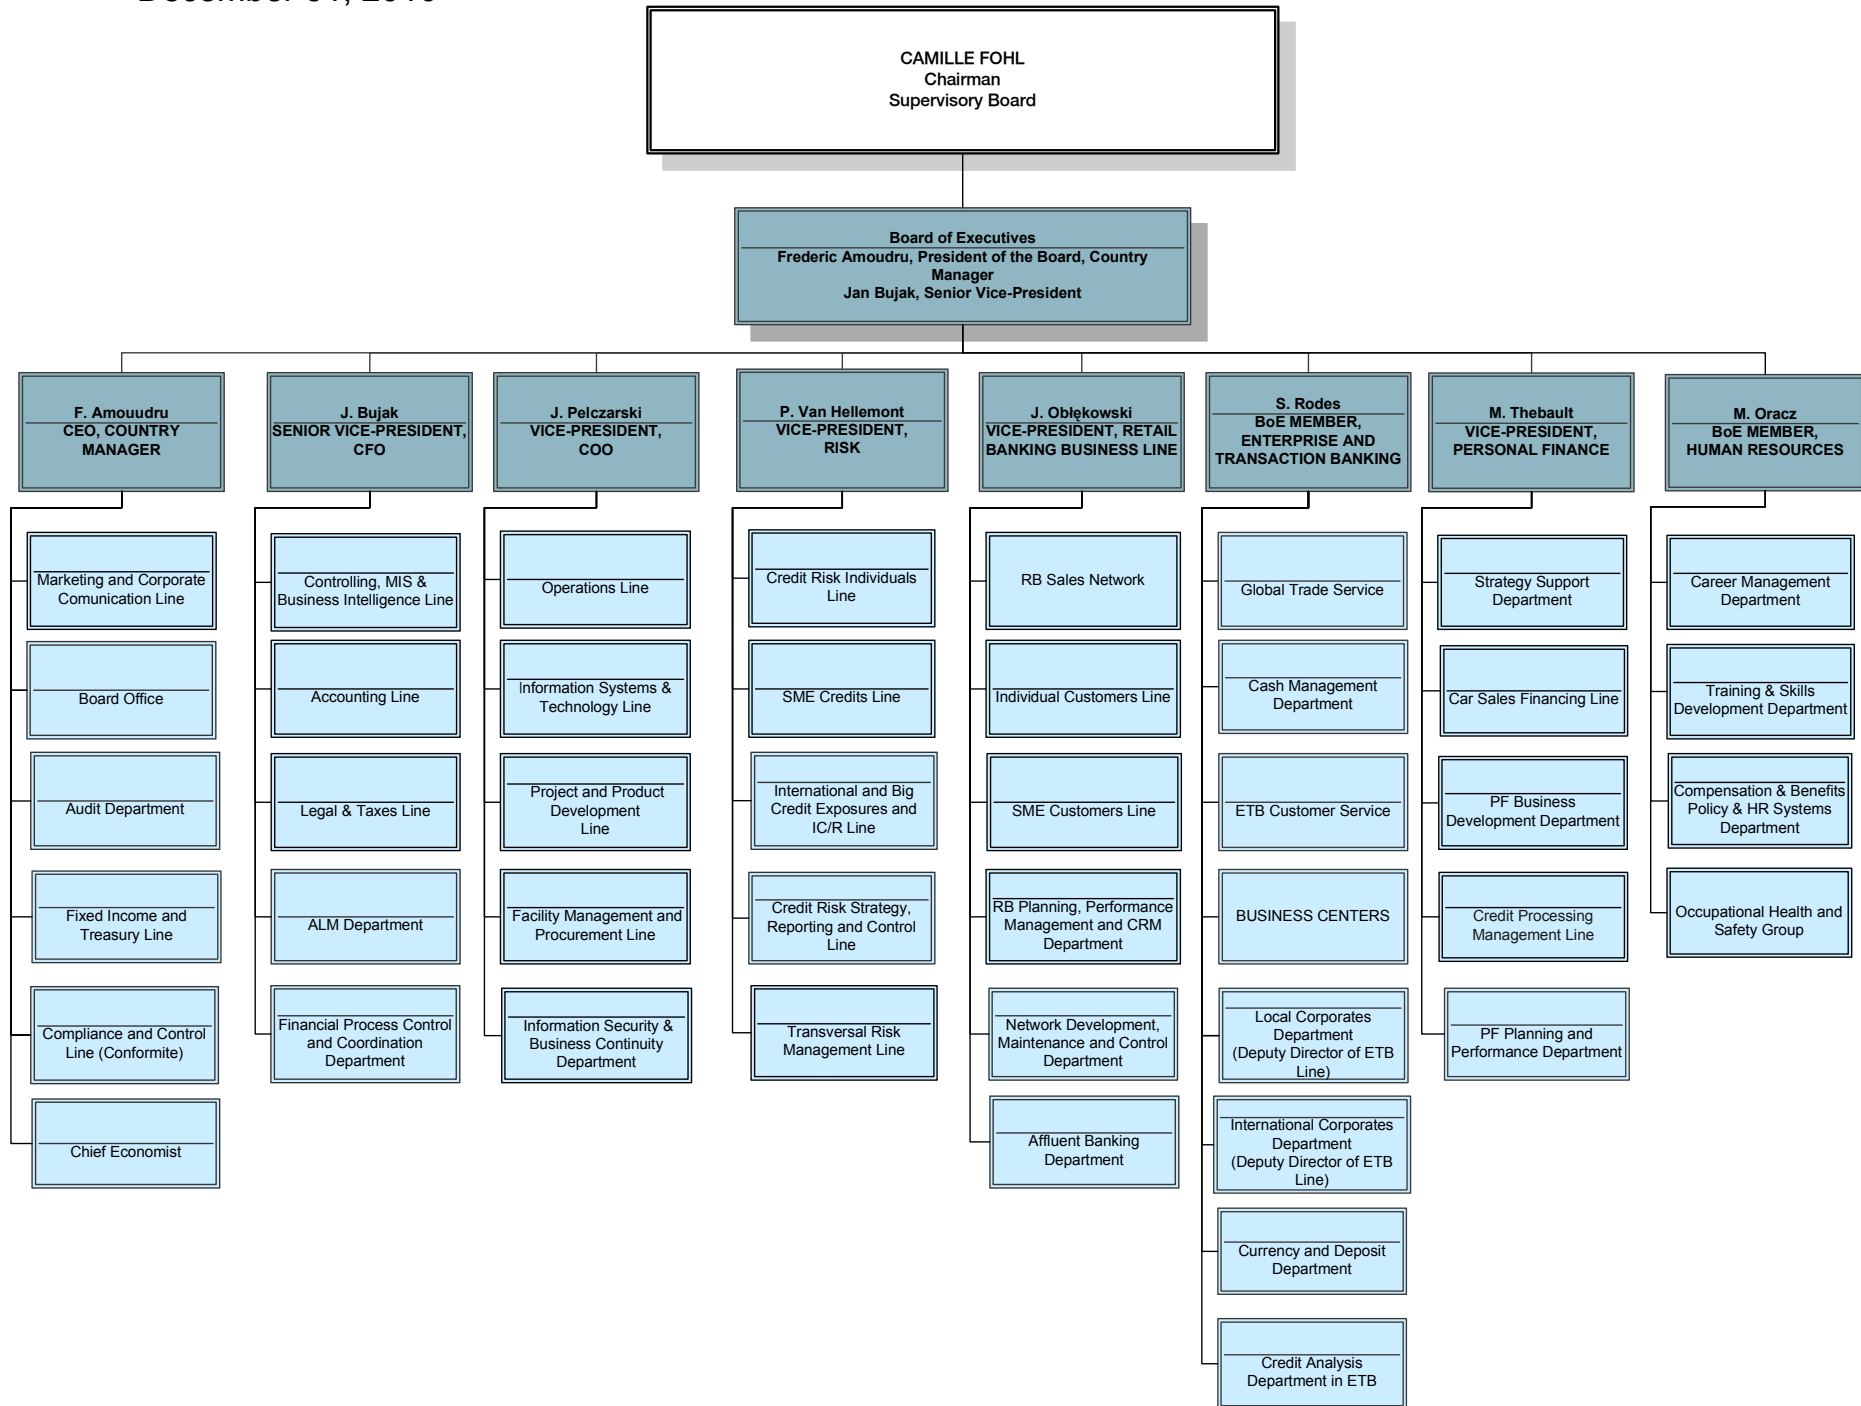 CAMILLE FOHL
Chairman
Supervisory Board
Board of Executives
Frederic Amoudru, President of the Board, Country
Manager
Jan Bujak, Senior Vice-President
F. Amouudru
CEO, COUNTRY
MANAGER
J. Bujak
SENIOR VICE-PRESIDENT,
CFO
J. Pelczarski
VICE-PRESIDENT,
COO
P. Van Hellemont
VICE-PRESIDENT,
RISK
J. Obłękowski
VICE-PRESIDENT, RETAIL
BANKING BUSINESS LINE
S. Rodes
BoE MEMBER,
ENTERPRISE AND
TRANSACTION BANKING
M. Thebault
VICE-PRESIDENT,
PERSONAL FINANCE
M. Oracz
BoE MEMBER,
HUMAN RESOURCES
Marketing and Corporate
Comunication Line
Board Office
Audit Department
Fixed Income and
Treasury Line
Compliance and Control
Line (Conformite)
Chief Economist
Controlling, MIS &
Business Intelligence Line
Accounting Line
Legal & Taxes Line
ALM Department
Financial Process Control
and Coordination
Department
Operations Line
Information Systems &
Technology Line
Project and Product
Development
Line
Facility Management and
Procurement Line
Information Security &
Business Continuity
Department
Credit Risk Individuals
Line
SME Credits Line
International and Big
Credit Exposures and
IC/R Line
Credit Risk Strategy,
Reporting and Control
Line
Transversal Risk
Management Line
RB Sales Network
Individual Customers Line
SME Customers Line
RB Planning, Performance
Management and CRM
Department
Network Development,
Maintenance and Control
Department
Affluent Banking
Department
Global Trade Service
Cash Management
Department
ETB Customer Service
BUSINESS CENTERS
Local Corporates
Department
(Deputy Director of ETB
Line)
International Corporates
Department
(Deputy Director of ETB
Line)
Currency and Deposit
Department
Credit Analysis
Department in ETB
Strategy Support
Department
Car Sales Financing Line
PF Business
Development Department
Credit Processing
Management Line
PF Planning and
Performance Department
Career Management
Department
Training & Skills
Development Department
Compensation & Benefits
Policy & HR Systems
Department
Occupational Health and
Safety Group